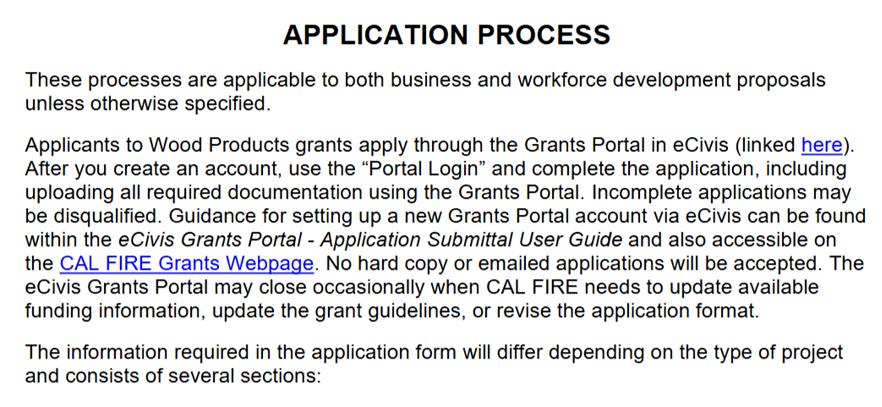 APPLICATION PROCESS
These processes are applicable to both business and workforce development proposals
unless otherwise specified.
Applicants to Wood Products grants apply through the Grants Portal in eCivis (linked here).
After you create an account, use the “Portal Login” and complete the application, including
uploading all required documentation using the Grants Portal. Incomplete applications may
be disqualified. Guidance for setting up a new Grants Portal account via eCivis can be found
within the eCivis Grants Portal - Application Submittal User Guide and also accessible on
the CAL FIRE Grants Webpage. No hard copy or emailed applications will be accepted. The
eCivis Grants Portal may close occasionally when CAL FIRE needs to update available
funding information, update the grant guidelines, or revise the application format.
The information required in the application form will differ depending on the type of project
and consists of several sections: